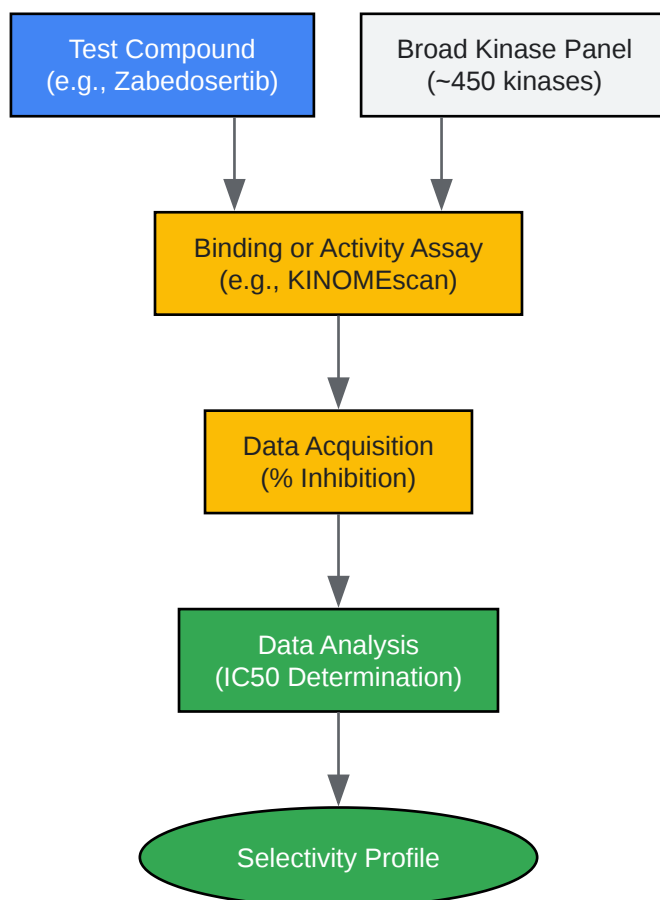 Test Compound
(e.g., Zabedosertib)
Broad Kinase Panel
(~450 kinases)
Binding or Activity Assay
(e.g., KINOMEscan)
Data Acquisition
(% Inhibition)
Data Analysis
(IC50 Determination)
Selectivity Profile